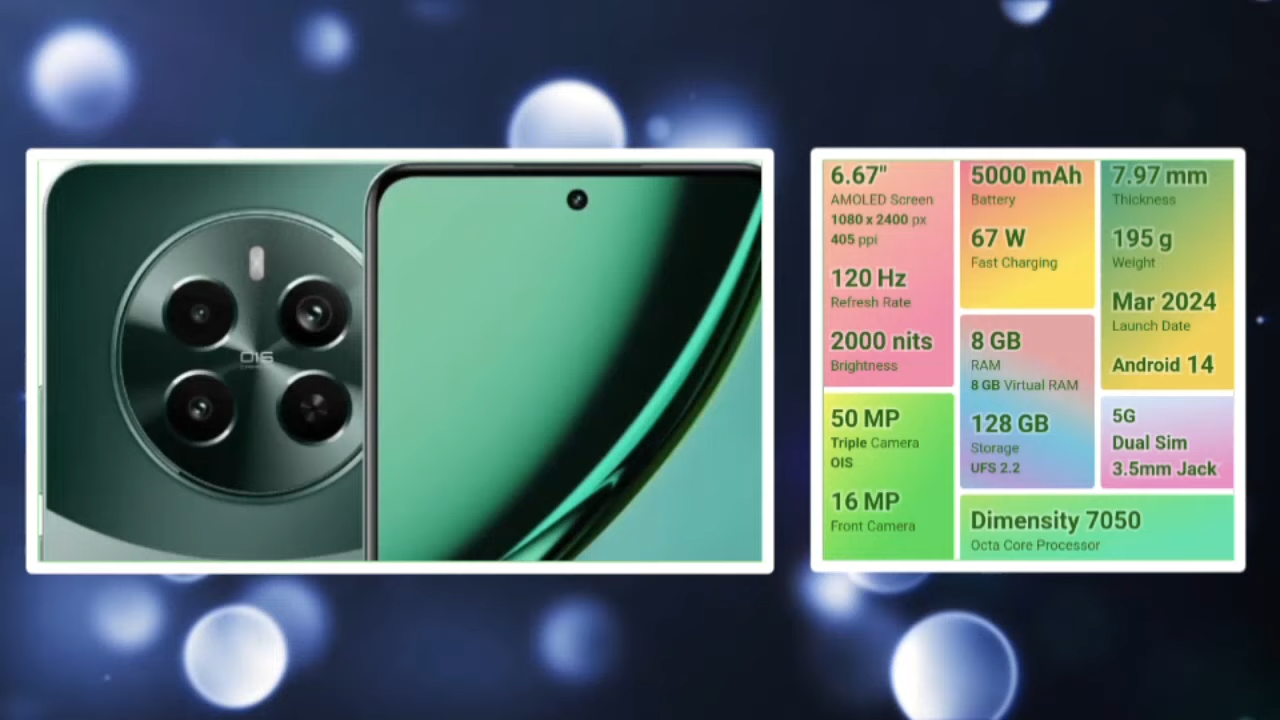 OIS
6.67"
AMOLED Screen
1080 x 2400 px
405 ppi
120 Hz
Refresh Rate
2000 nits
Brightness
50 MP
Triple Camera
OIS
16 MP
Front Camera
5000 mAh
Battery
67 W
Fast Charging
8 GB
RAM
8 GB Virtual RAM
128 GB
Storage
UFS 2.2
7.97 mm
Thickness
195 g
Weight
Mar 2024
Launch Date
Android 14
5G
Dual Sim
3.5mm Jack
Dimensity 7050
Octa Core Processor